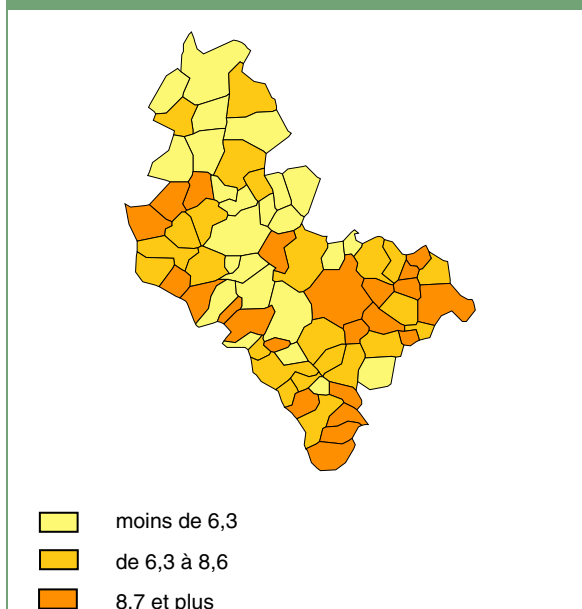 moins de 6,3
de 6,3 à 8,6
8,7 et plus